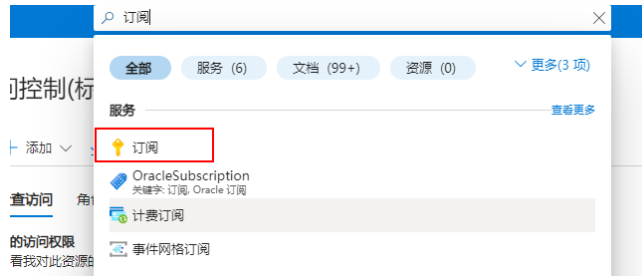 订阅
全部
服务 (6)
文档 (99+)
资源 (0)
更多(3 项)
控制(标
服务
查看更多
添加
订阅
OracleSubscription
关键字: 订阅, Oracle 订阅
查访问
角
计费订阅
的访问权限
事件网格订阅
看我对此资源的